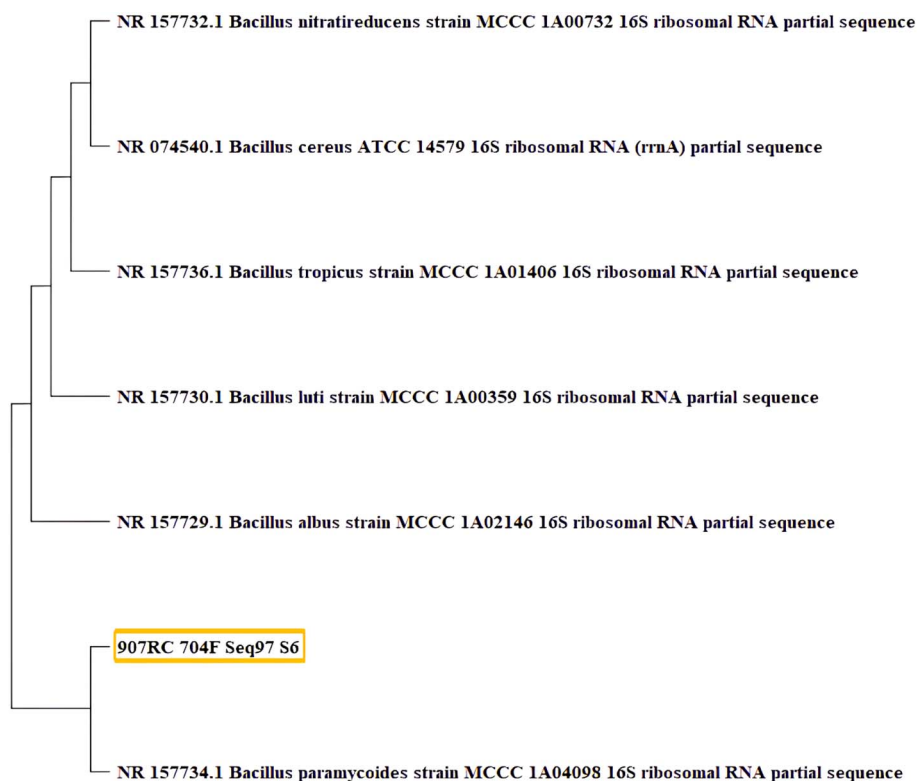 NR 157732.1 Bacillus nitratireducens strain MCCC 1A00732 16S ribosomal RNA partial sequence
NR 074540.1 Bacillus cereus ATCC 14579 16S ribosomal RNA (rrnA) partial sequence
NR 157736.1 Bacillus tropicus strain MCCC 1A01406 16S ribosomal RNA partial sequence
NR 157730.1 Bacillus luti strain MCCC 1A00359 16S ribosomal RNA partial sequence
NR 157729.1 Bacillus albus strain MCCC 1A02146 16S ribosomal RNA partial sequence
907RC 704F Seq97 S6
NR 157734.1 Bacillus paramycoides strain MCCC 1A04098 16S ribosomal RNA partial sequence